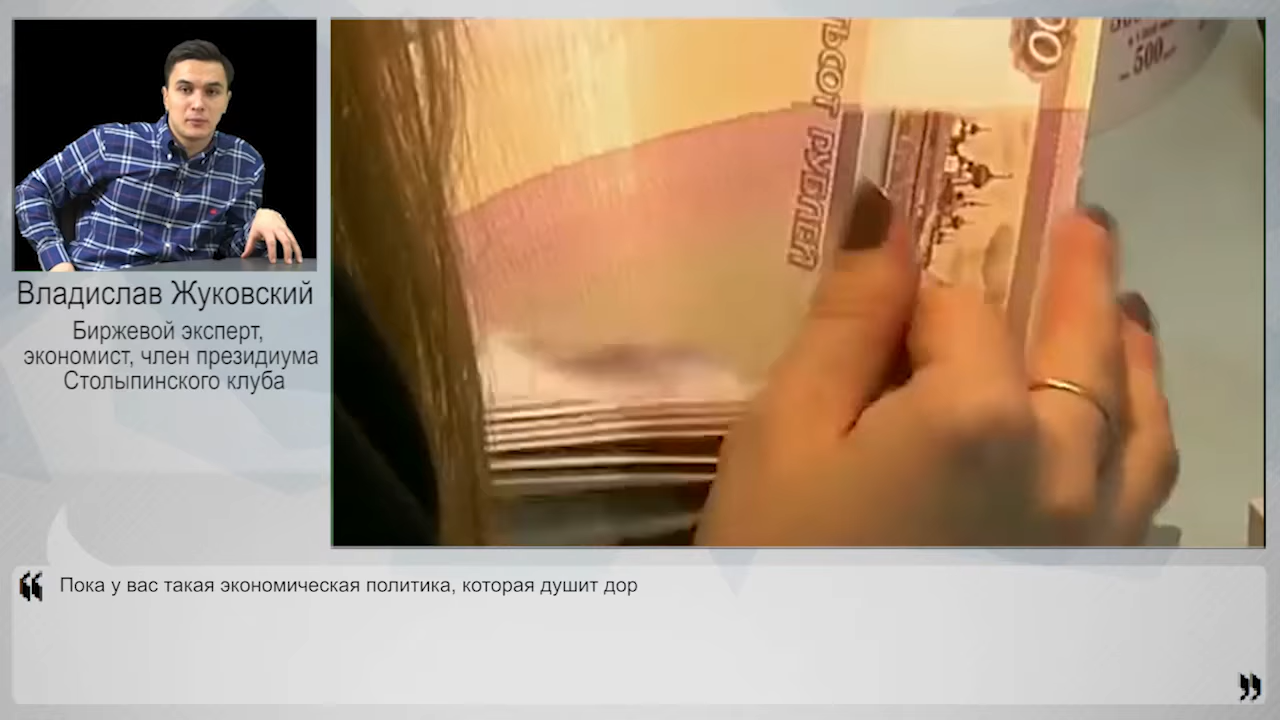 Владислав Жуковский
Биржевой эксперт,
экономист, член президиума
Столыпинского клуба
РУБЛЕЙ
500
“ Пока у вас такая экономическая политика, которая душит дор
”